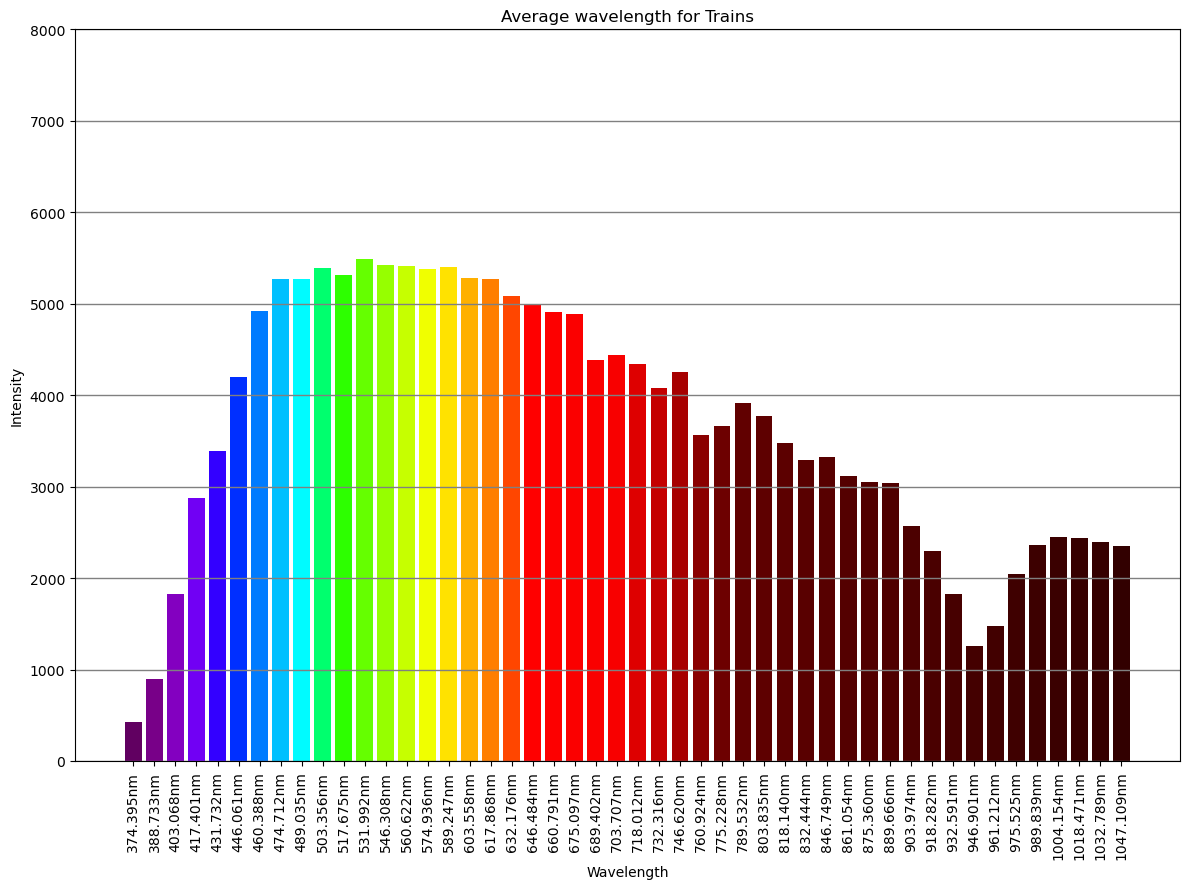 Average wavelength for Trains
8000
7000
6000
5000
4000
3000
2000
1000
0
Intensity
374.395nm
388.733nm
403.068nm
417.401nm
431.732nm
446.061nm
460.388nm
474.712nm
489.035nm
503.356nm
517.675nm
531.992nm
546.308nm
560.622nm
574.936nm
589.247nm
603.558nm
617.868nm
632.176nm
646.484nm
660.791nm
675.097nm
689.402nm
703.707nm
718.012nm
732.316nm
746.620nm
760.924nm
775.228nm
789.532nm
803.835nm
818.140nm
832.444nm
846.749nm
861.054nm
875.360nm
889.666nm
903.974nm
918.282nm
932.591nm
946.901nm
961.212nm
975.525nm
989.839nm
1004.154nm
1018.471nm
1032.789nm
1047.109nm
Wavelength